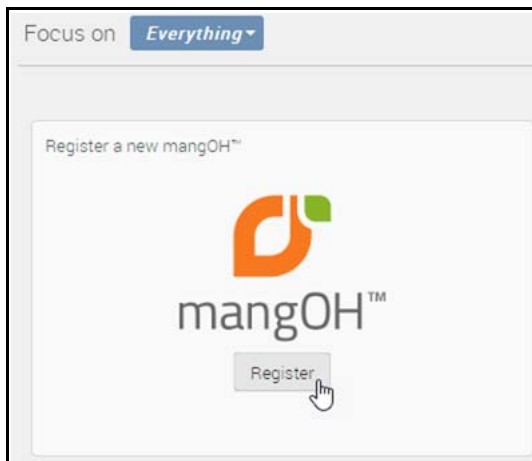 Focus on Everything
Register a new mangOH™
mangOH™
Register